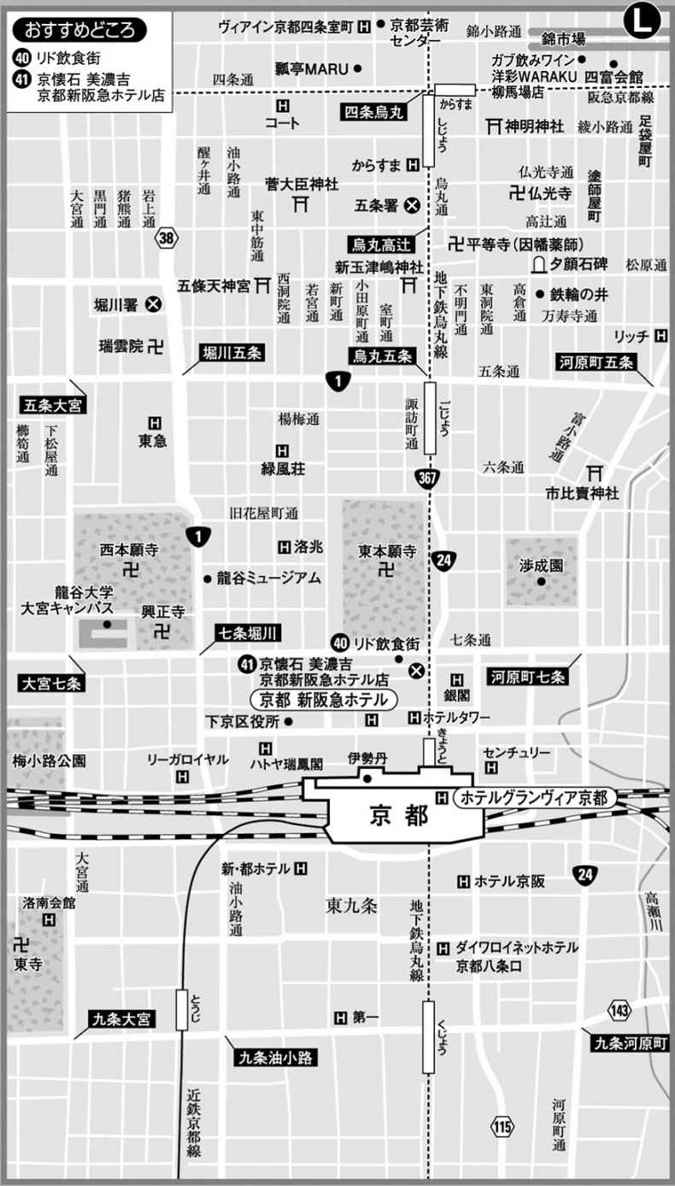 L
おすすめどころ
40 リド飲食街
41 京懐石 美濃吉
京都新阪急ホテル店
ヴィアイン京都四条室町 H
京都芸術
センター
錦小路通
錦市場
瓢亭MARU
ガブ飲みワイン
洋彩WARAKU
柳馬場店
四富会館
四条通
阪急京都線
からすま
四条烏丸
H
コート
しじょう
神明神社
綾小路通
足袋屋町
醒ヶ井通
油小路通
からすま H
仏光寺通
大宮通
黒門通
猪熊通
岩上通
菅大臣神社
五条署
烏丸通
仏光寺
塗師屋町
東中筋通
高辻通
38
烏丸高辻
平等寺(因幡薬師)
新玉津嶋神社
夕顔石碑
松原通
五條天神宮
西洞院通
若宮通
新町通
小田原町通
室町通
地下鉄烏丸線
不明門通
東洞院通
高倉通
鉄輪の井
堀川署
万寿寺通
リッチ H
瑞雲院
堀川五条
烏丸五条
河原町五条
1
五条通
五条大宮
諏訪町通
ごじょう
櫛笥通
下松屋通
H
東急
楊梅通
富小路通
H
緑風荘
367
六条通
市比賣神社
旧花屋町通
1
西本願寺
H 洛兆
東本願寺
24
渉成園
龍谷ミュージアム
龍谷大学
大宮キャンパス
興正寺
七条堀川
40 リド飲食街
七条通
大宮七条
41 京懐石 美濃吉
京都新阪急ホテル店
京都 新阪急ホテル
H
銀閣
河原町七条
下京区役所
H
H ホテルタワー
きょうと
梅小路公園
リーガロイヤル
H
H
ハトヤ瑞鳳閣
伊勢丹
センチュリー
H
京都
H ホテルグランヴィア京都
大宮通
新・都ホテル H
H ホテル京阪
24
油小路通
東九条
地下鉄烏丸線
高瀬川
洛南会館
H
東寺
H ダイワロイネットホテル
京都八条口
とうじ
九条大宮
H 第一
くじょう
143
九条油小路
九条河原町
近鉄京都線
115
河原町通